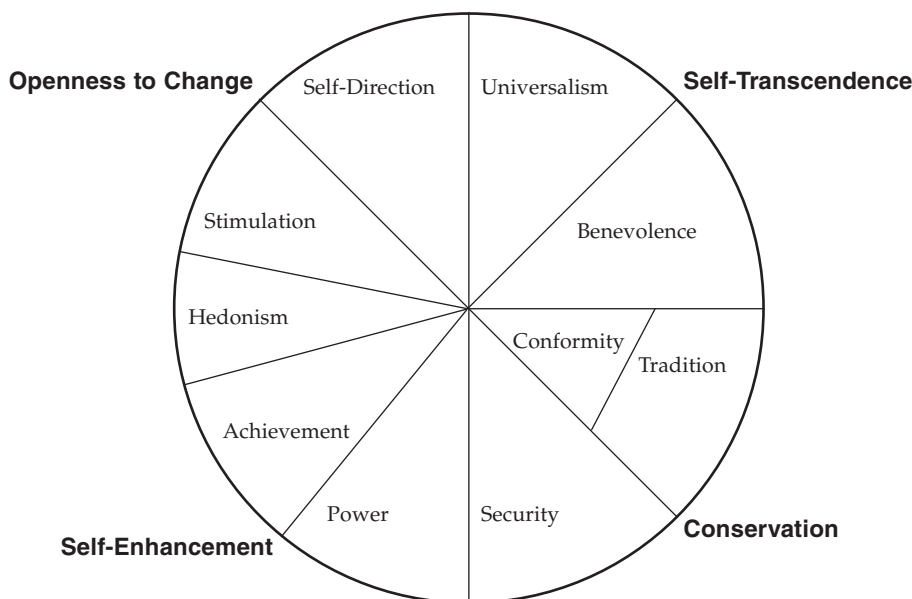 Openness to Change
Self-Transcendence
Self-Direction
Universalism
Stimulation
Benevolence
Hedonism
Conformity
Tradition
Achievement
Power
Security
Self-Enhancement
Conservation